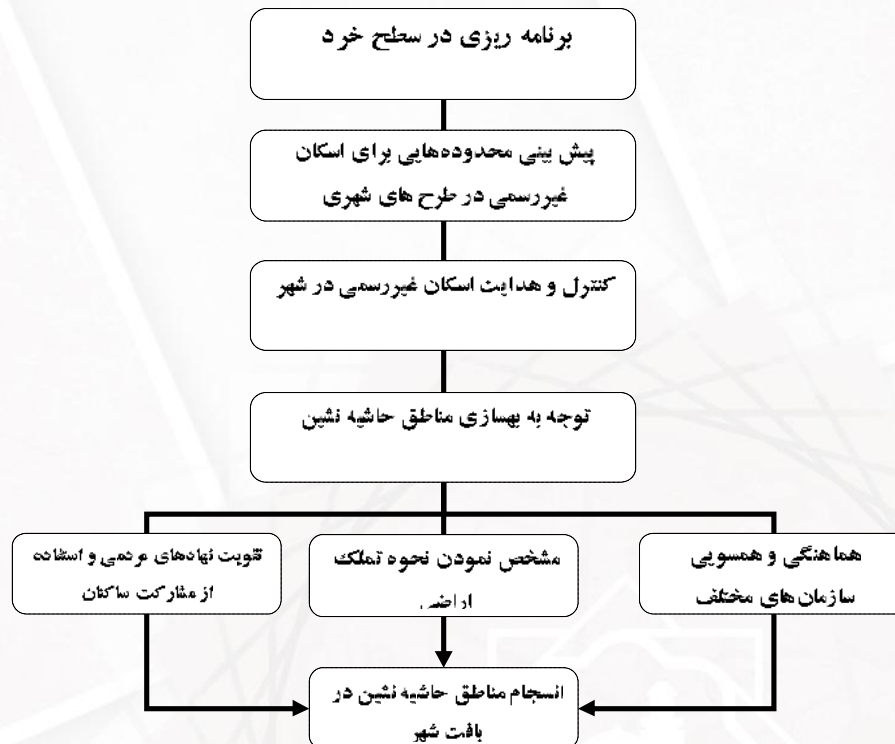 برنامه ریزی در سطح خرد
پیش بینی محدوده‌هایی برای اسکان
غیررسمی در طرح های شهری
کنترل و هدایت اسکان غیررسمی در شهر
توجه به بهسازی مناطق حاشیه نشین
هماهنگی و همسویی
سازمان های مختلف
مشخص نمودن نحوه تملک
اراضی
تقویت نهادهای مردمی و استفاده
از مشارکت ساکنان
انسجام مناطق حاشیه نشین در
بافت شهر